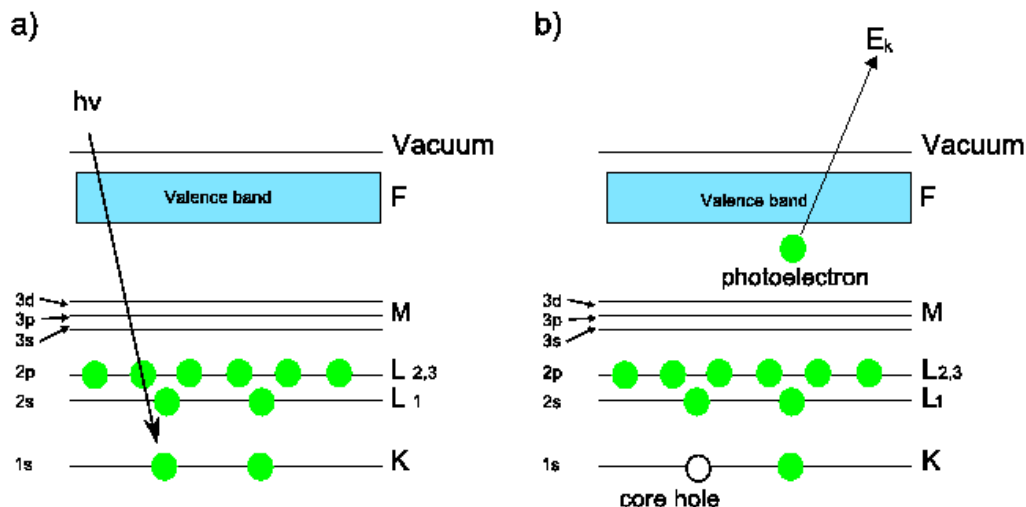 a)
hv
Vacuum
Valence band F
3d
3p M
3s
2p L 2,3
2s L 1
1s K
b)
Ek
Vacuum
Valence band F
photoelectron
3d
3p M
3s
2p L2,3
2s L1
1s K
core hole